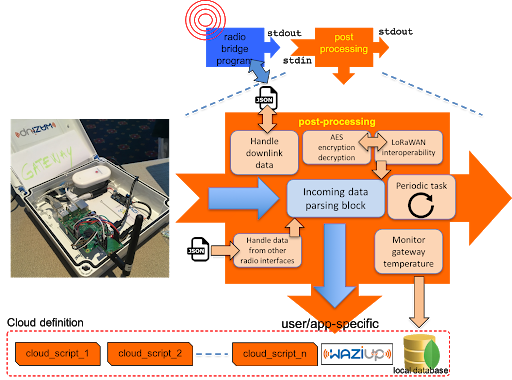 radio
bridge
program
stdout
stdin
post
processing
stdout
JSON
post-processing
Handle
downlink
data
AES
encryption
decryption
LoRaWAN
interoperability
Incoming data
parsing block
Periodic task
JSON
Handle data
from other
radio interfaces
Monitor
gateway
temperature
WAZIUP
GATEWAY
user/app-specific
Cloud definition
cloud_script_1
cloud_script_2
cloud_script_n
WAZIUP
local database